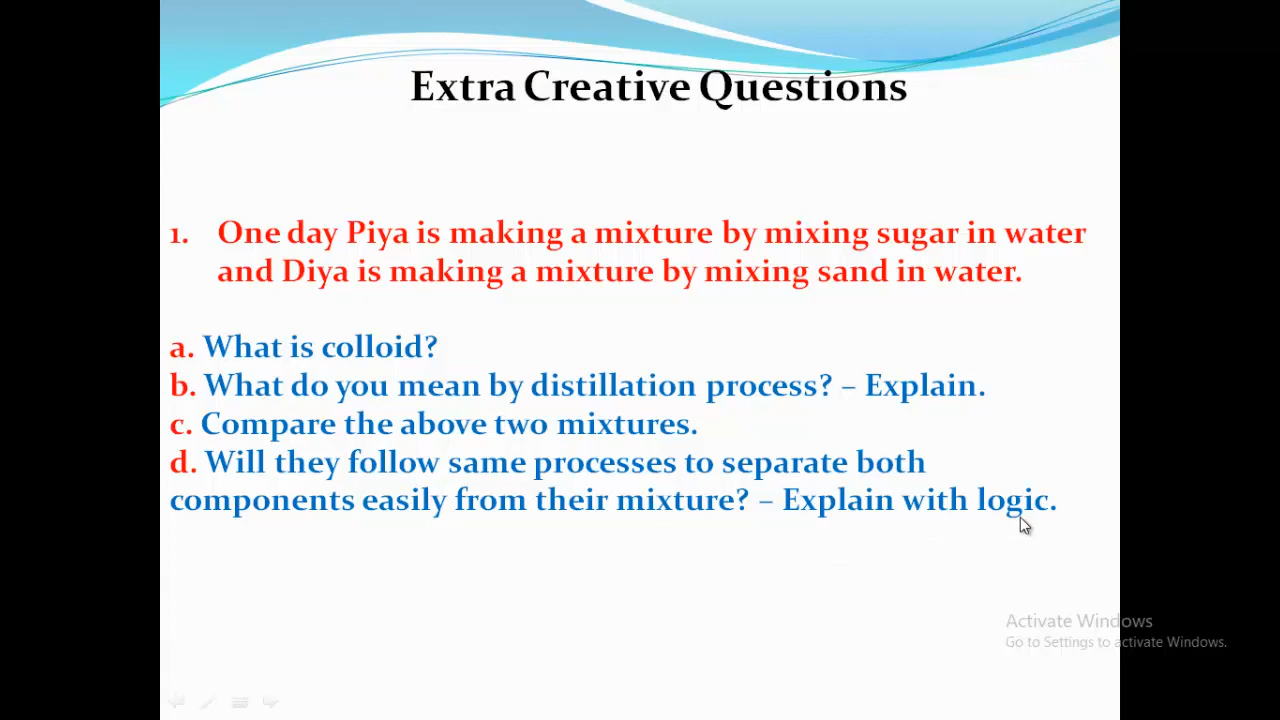 Extra Creative Questions
1. One day Piya is making a mixture by mixing sugar in water
and Diya is making a mixture by mixing sand in water.
a. What is colloid?
b. What do you mean by distillation process? – Explain.
c. Compare the above two mixtures.
d. Will they follow same processes to separate both
components easily from their mixture? – Explain with logic.
Activate Windows
Go to Settings to activate Windows.